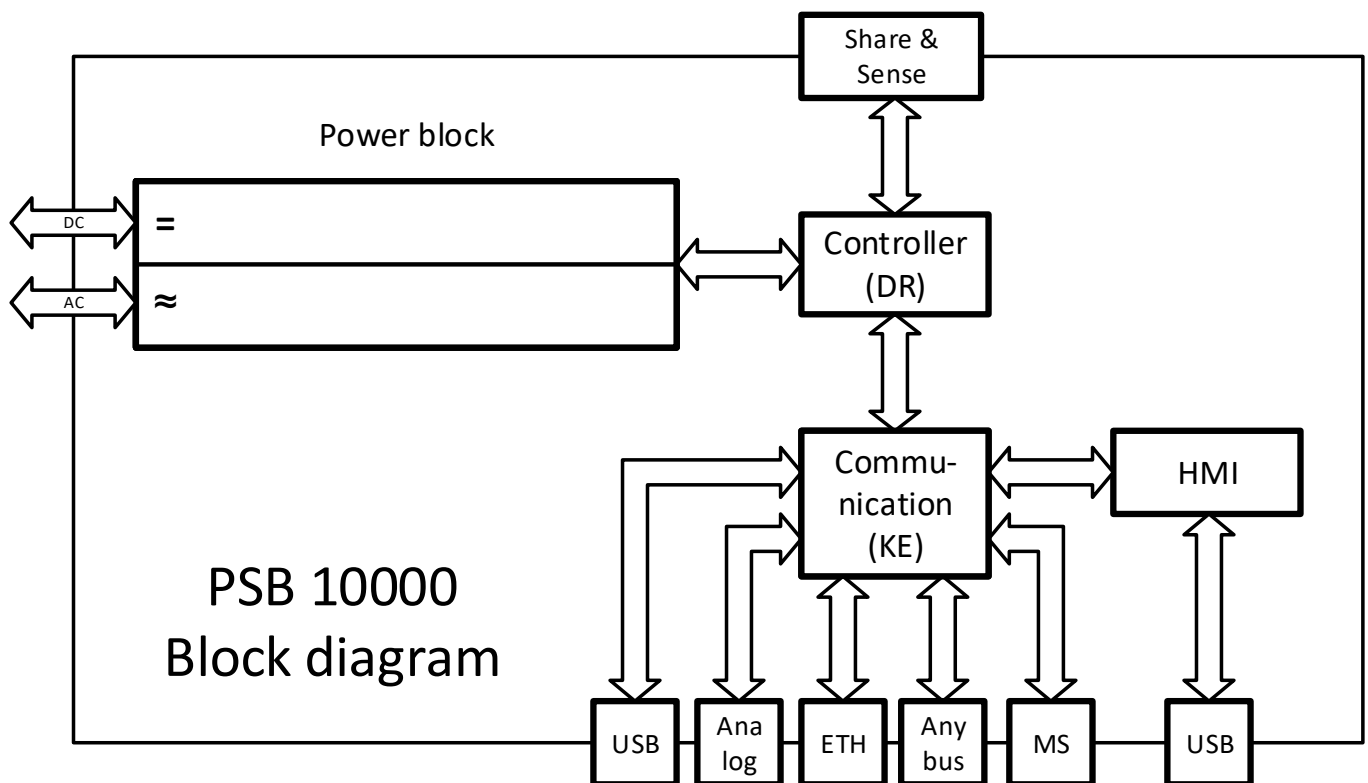 Share &
Sense
Power block
DC
=
Controller
(DR)
AC
≈
Commu-
nication
(KE)
HMI
PSB 10000
Block diagram
USB
Ana
log
ETH
Any
bus
MS
USB